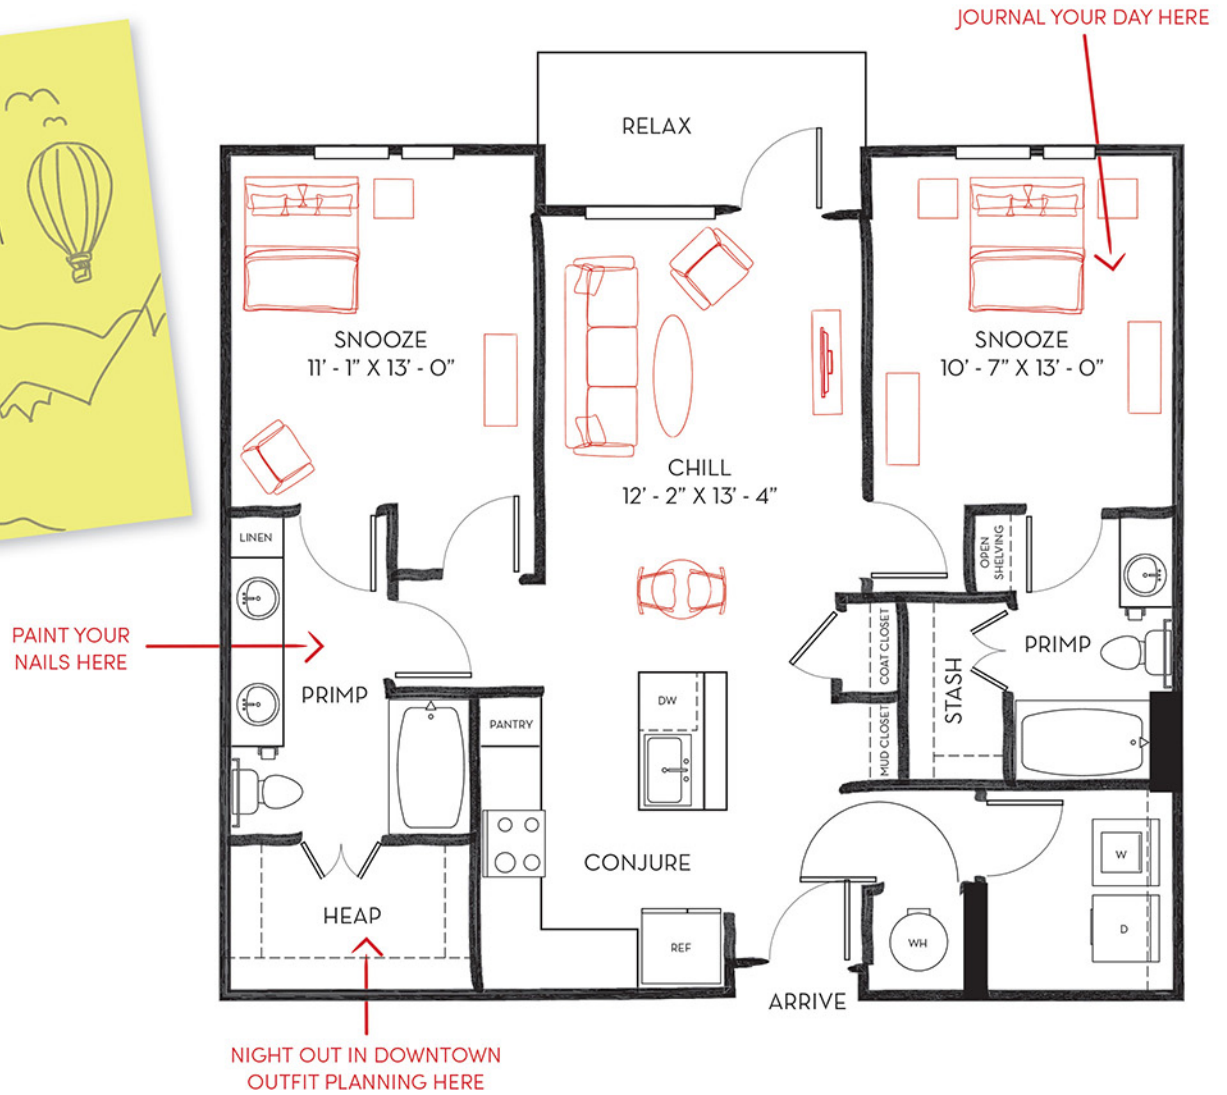 JOURNAL YOUR DAY HERE
RELAX
SNOOZE
11' - 1" X 13' - 0"
SNOOZE
10' - 7" X 13' - 0"
CHILL
12' - 2" X 13' - 4"
LINEN
OPEN
SHELVING
PAINT YOUR
NAILS HERE
PRIMP
PRIMP
COAT CLOSET
STASH
MUD CLOSET
DW
PANTRY
CONJURE
W
D
HEAP
REF
WH
ARRIVE
NIGHT OUT IN DOWNTOWN
OUTFIT PLANNING HERE